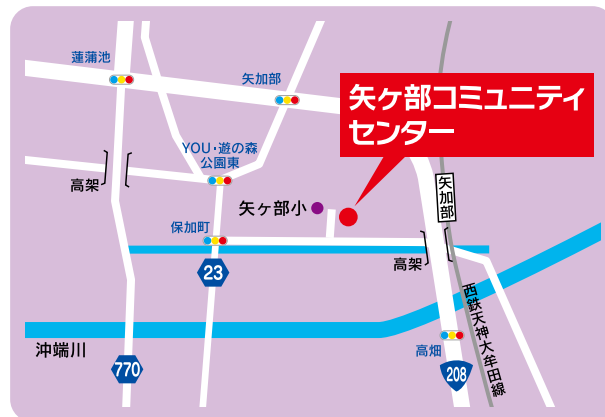 蓮蒲池
矢加部
矢ヶ部コミュニティ
センター
YOU・遊の森
公園東
高架
矢加部
矢ヶ部小
保加町
高架
23
西鉄天神大牟田線
沖端川
高畑
770
208